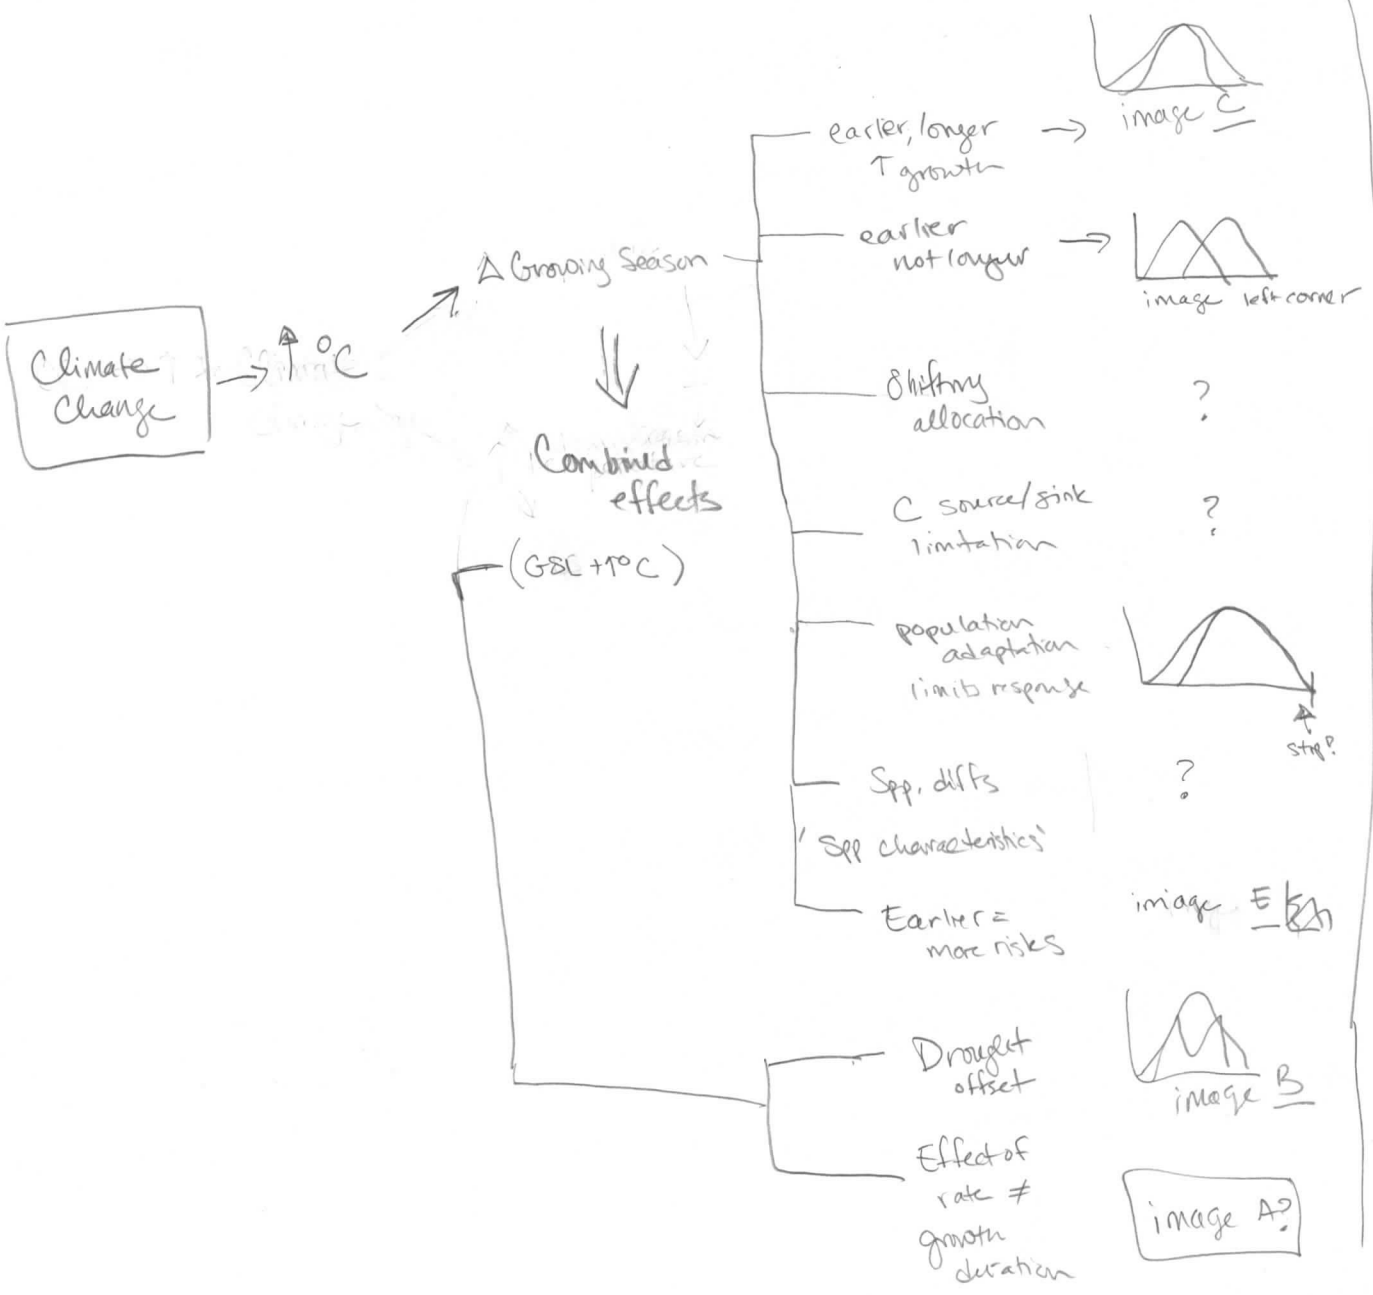 Climate
Change
↑ °C
Δ Growing Season
Combined
effects
(GSL + ↑°C)
earlier, longer
↑ growth
image C
earlier
not longer
image left corner
Shifting
allocation
?
C source/sink
limitation
?
population
adaptation
limits response
stop?
Spp. diffs
?
'Spp characteristics'
Earlier =
more risks
image E
Drought
offset
image B
Effect of
rate ≠
growth
duration
image A?